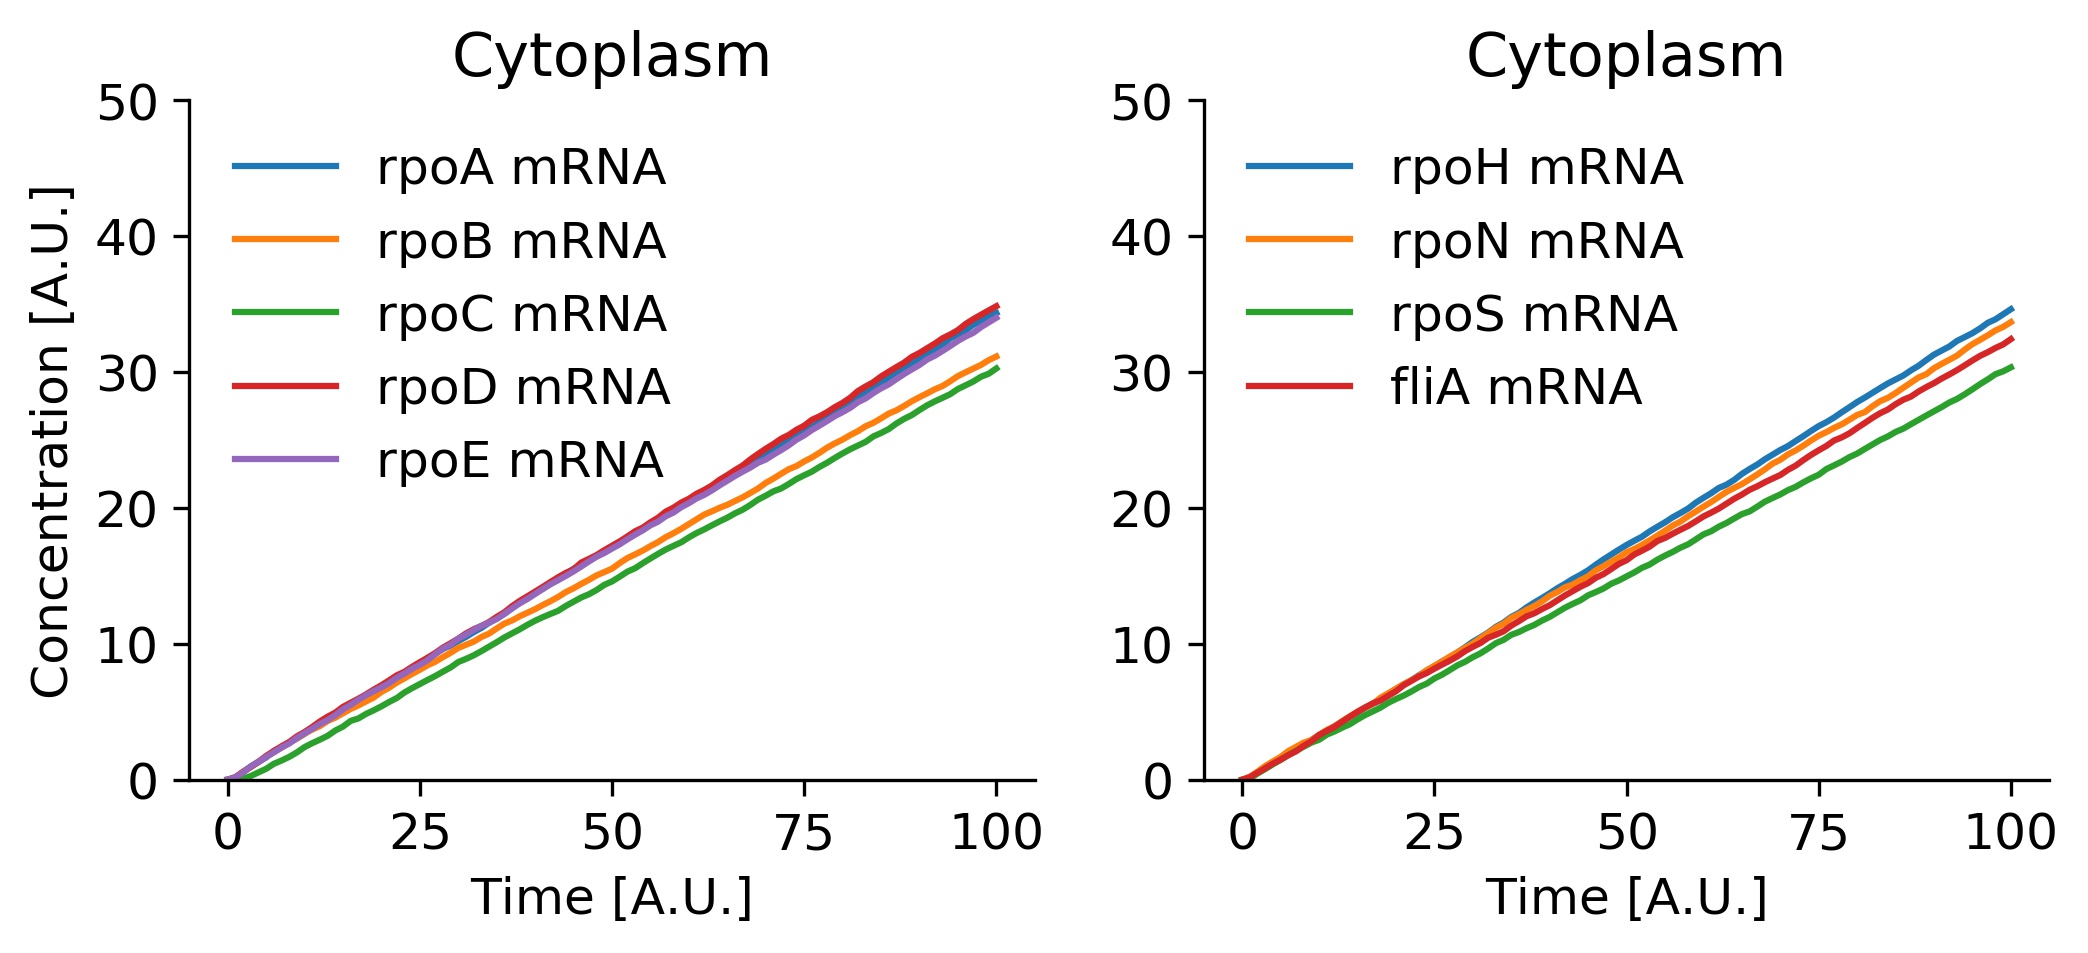 Cytoplasm
50
40
30
20
10
0
Concentration [A.U.]
rpoA mRNA
rpoB mRNA
rpoC mRNA
rpoD mRNA
rpoE mRNA
0 25 50 75 100
Time [A.U.]
Cytoplasm
50
40
30
20
10
0
rpoH mRNA
rpoN mRNA
rpoS mRNA
fliA mRNA
0 25 50 75 100
Time [A.U.]